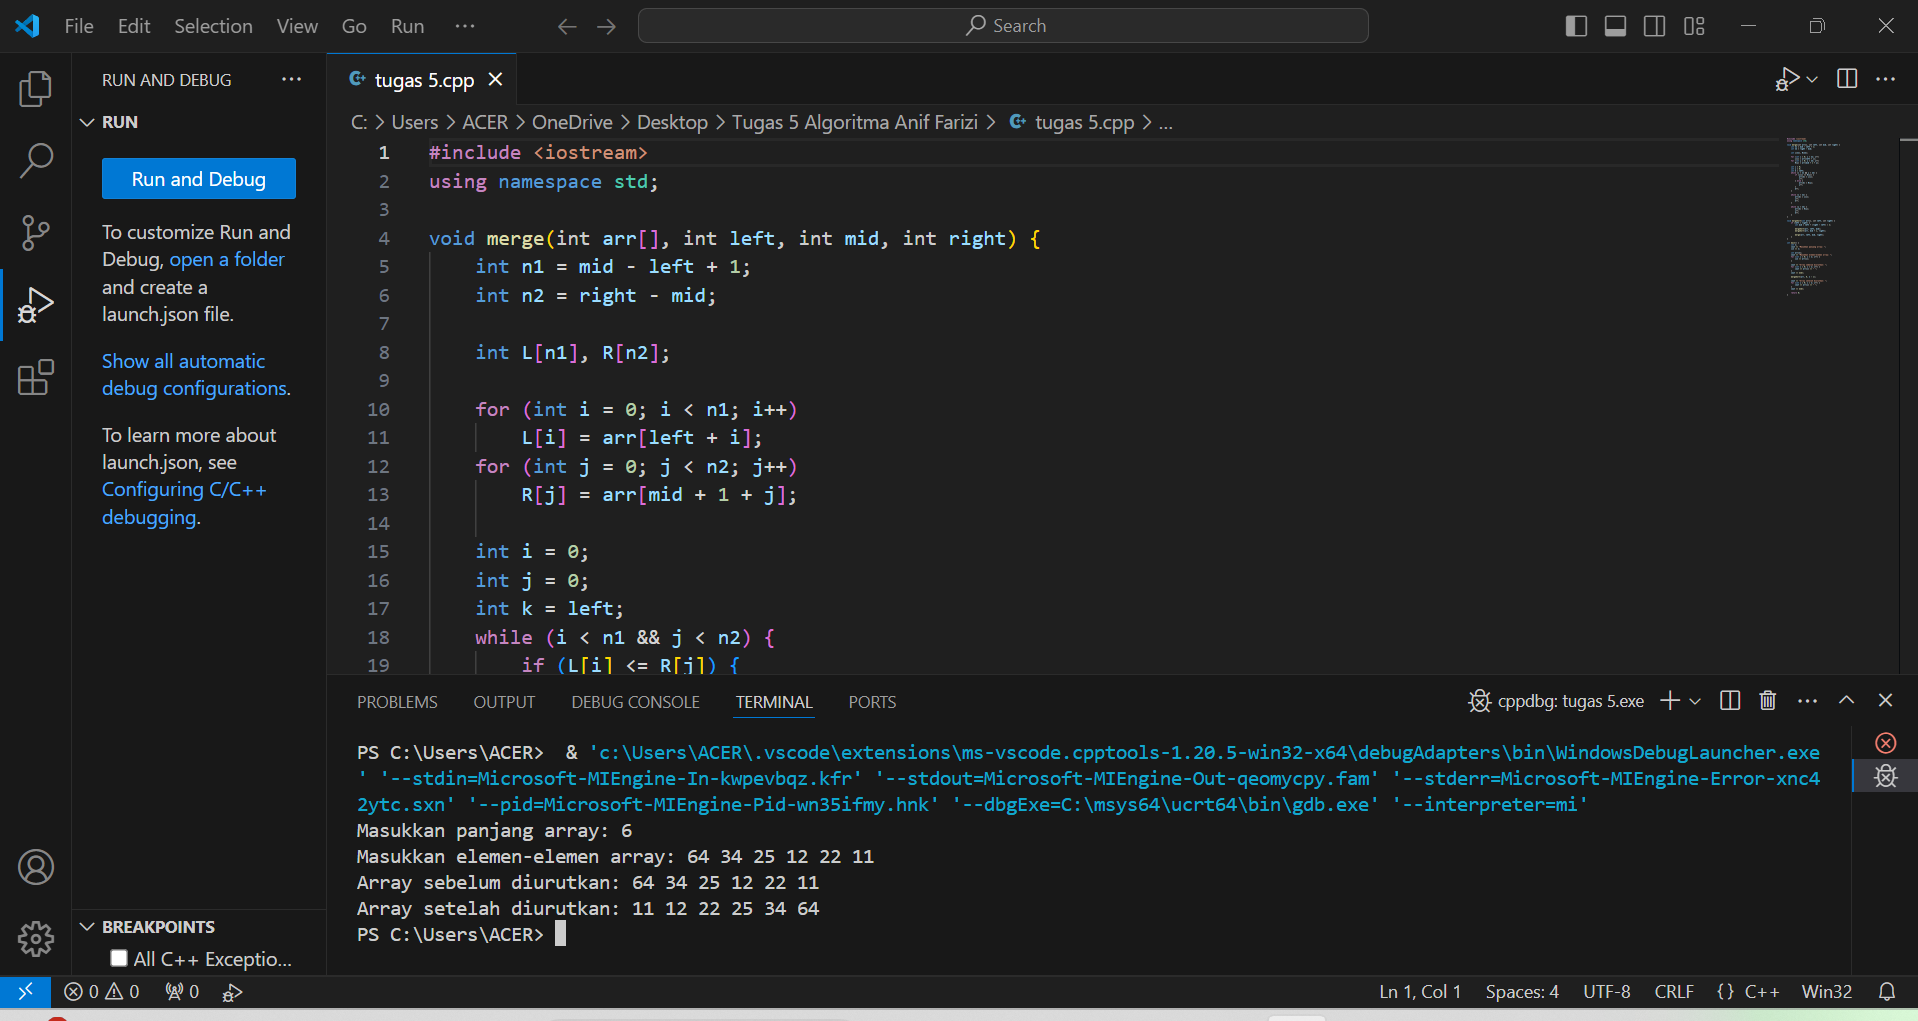 File Edit Selection View Go Run ··· Search
RUN AND DEBUG ···
RUN
Run and Debug
To customize Run and
Debug, open a folder
and create a
launch.json file.
Show all automatic
debug configurations.
To learn more about
launch.json, see
Configuring C/C++
debugging.
BREAKPOINTS
All C++ Exceptio...
tugas 5.cpp
C: > Users > ACER > OneDrive > Desktop > Tugas 5 Algoritma Anif Farizi > tugas 5.cpp > ...
1 #include <iostream>
2 using namespace std;
3
4 void merge(int arr[], int left, int mid, int right) {
5 int n1 = mid - left + 1;
6 int n2 = right - mid;
7
8 int L[n1], R[n2];
9
10 for (int i = 0; i < n1; i++)
11 L[i] = arr[left + i];
12 for (int j = 0; j < n2; j++)
13 R[j] = arr[mid + 1 + j];
14
15 int i = 0;
16 int j = 0;
17 int k = left;
18 while (i < n1 && j < n2) {
19 if (L[i] <= R[j]) {
PROBLEMS OUTPUT DEBUG CONSOLE TERMINAL PORTS cppdbg: tugas 5.exe
PS C:\Users\ACER>  & 'c:\Users\ACER\.vscode\extensions\ms-vscode.cpptools-1.20.5-win32-x64\debugAdapters\bin\WindowsDebugLauncher.exe
' '--stdin=Microsoft-MIEngine-In-kwpevbqz.kfr' '--stdout=Microsoft-MIEngine-Out-qeomycpy.fam' '--stderr=Microsoft-MIEngine-Error-xnc4
2ytc.sxn' '--pid=Microsoft-MIEngine-Pid-wn35ifmy.hnk' '--dbgExe=C:\msys64\ucrt64\bin\gdb.exe' '--interpreter=mi'
Masukkan panjang array: 6
Masukkan elemen-elemen array: 64 34 25 12 22 11
Array sebelum diurutkan: 64 34 25 12 22 11
Array setelah diurutkan: 11 12 22 25 34 64
PS C:\Users\ACER>
0 0 0 Ln 1, Col 1 Spaces: 4 UTF-8 CRLF {} C++ Win32